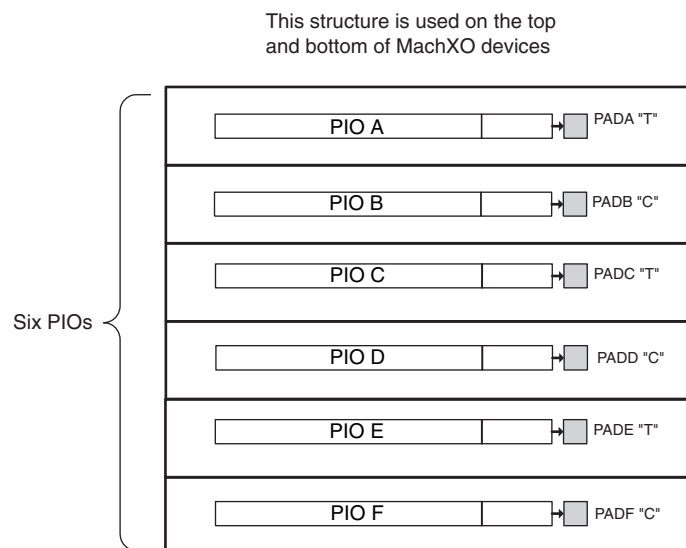 This structure is used on the top
and bottom of MachXO devices
PIO A
PADA "T"
PIO B
PADB "C"
PIO C
PADC "T"
Six PIOs
PIO D
PADD "C"
PIO E
PADE "T"
PIO F
PADF "C"